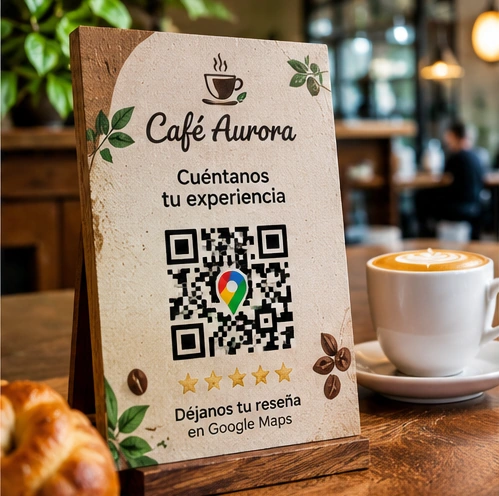 Café Aurora
Cuéntanos
tu experiencia
Déjanos tu reseña
en Google Maps